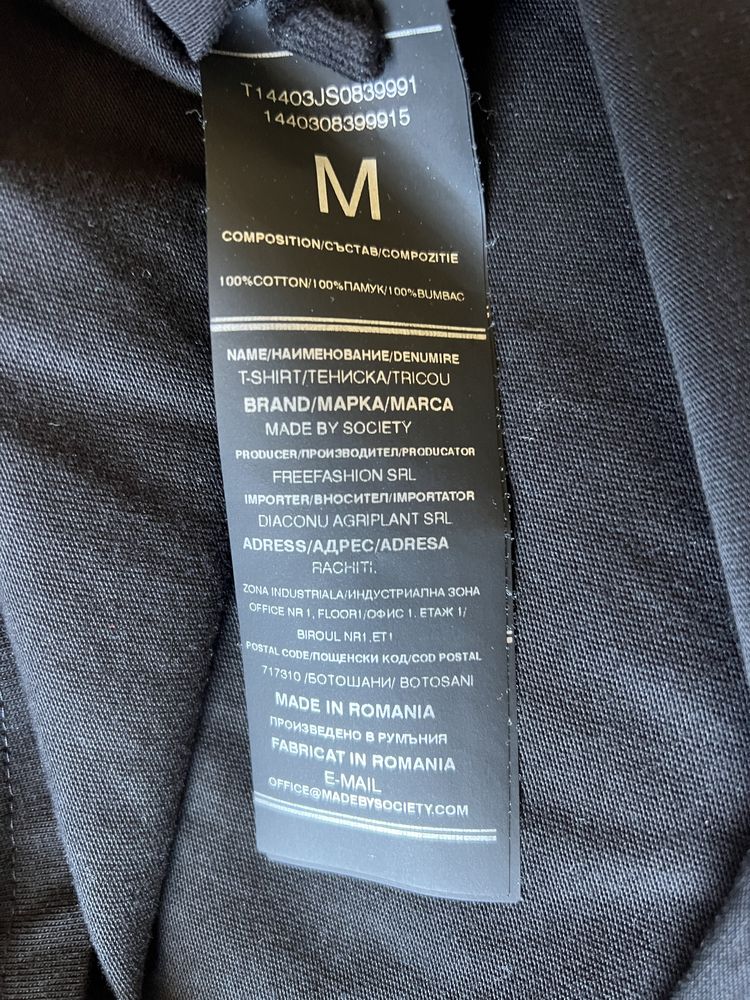 T14403JS0839991
1440308399915
M
COMPOSITION/СЪСТАВ/COMPOZITIE
100%COTTON/100%ПАМУК/100%BUMBAC
NAME/НАИМЕНОВАНИЕ/DENUMIRE
T-SHIRT/ТЕНИСКА/TRICOU
BRAND/МАРКА/MARCA
MADE BY SOCIETY
PRODUCER/ПРОИЗВОДИТЕЛ/PRODUCATOR
FREEFASHION SRL
IMPORTER/ВНОСИТЕЛ/IMPORTATOR
DIACONU AGRIPLANT SRL
ADRESS/АДРЕС/ADRESA
RACHITI.
ZONA INDUSTRIALA/ИНДУСТРИАЛНА ЗОНА
OFFICE NR 1, FLOOR1/ОФИС 1. ЕТАЖ 1/
BIROUL NR1,ET1
POSTAL CODE/ПОЩЕНСКИ КОД/COD POSTAL
717310 /БОТОШАНИ/ BOTOSANI
MADE IN ROMANIA
ПРОИЗВЕДЕНО В РУМЪНИЯ
FABRICAT IN ROMANIA
E-MAIL
OFFICE@MADEBYSOCIETY.COM